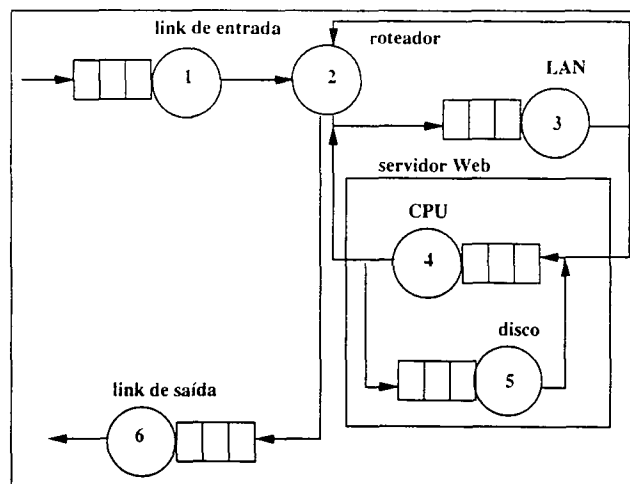 link de entrada
roteador
1
2
LAN
3
servidor Web
CPU
4
disco
5
link de saída
6